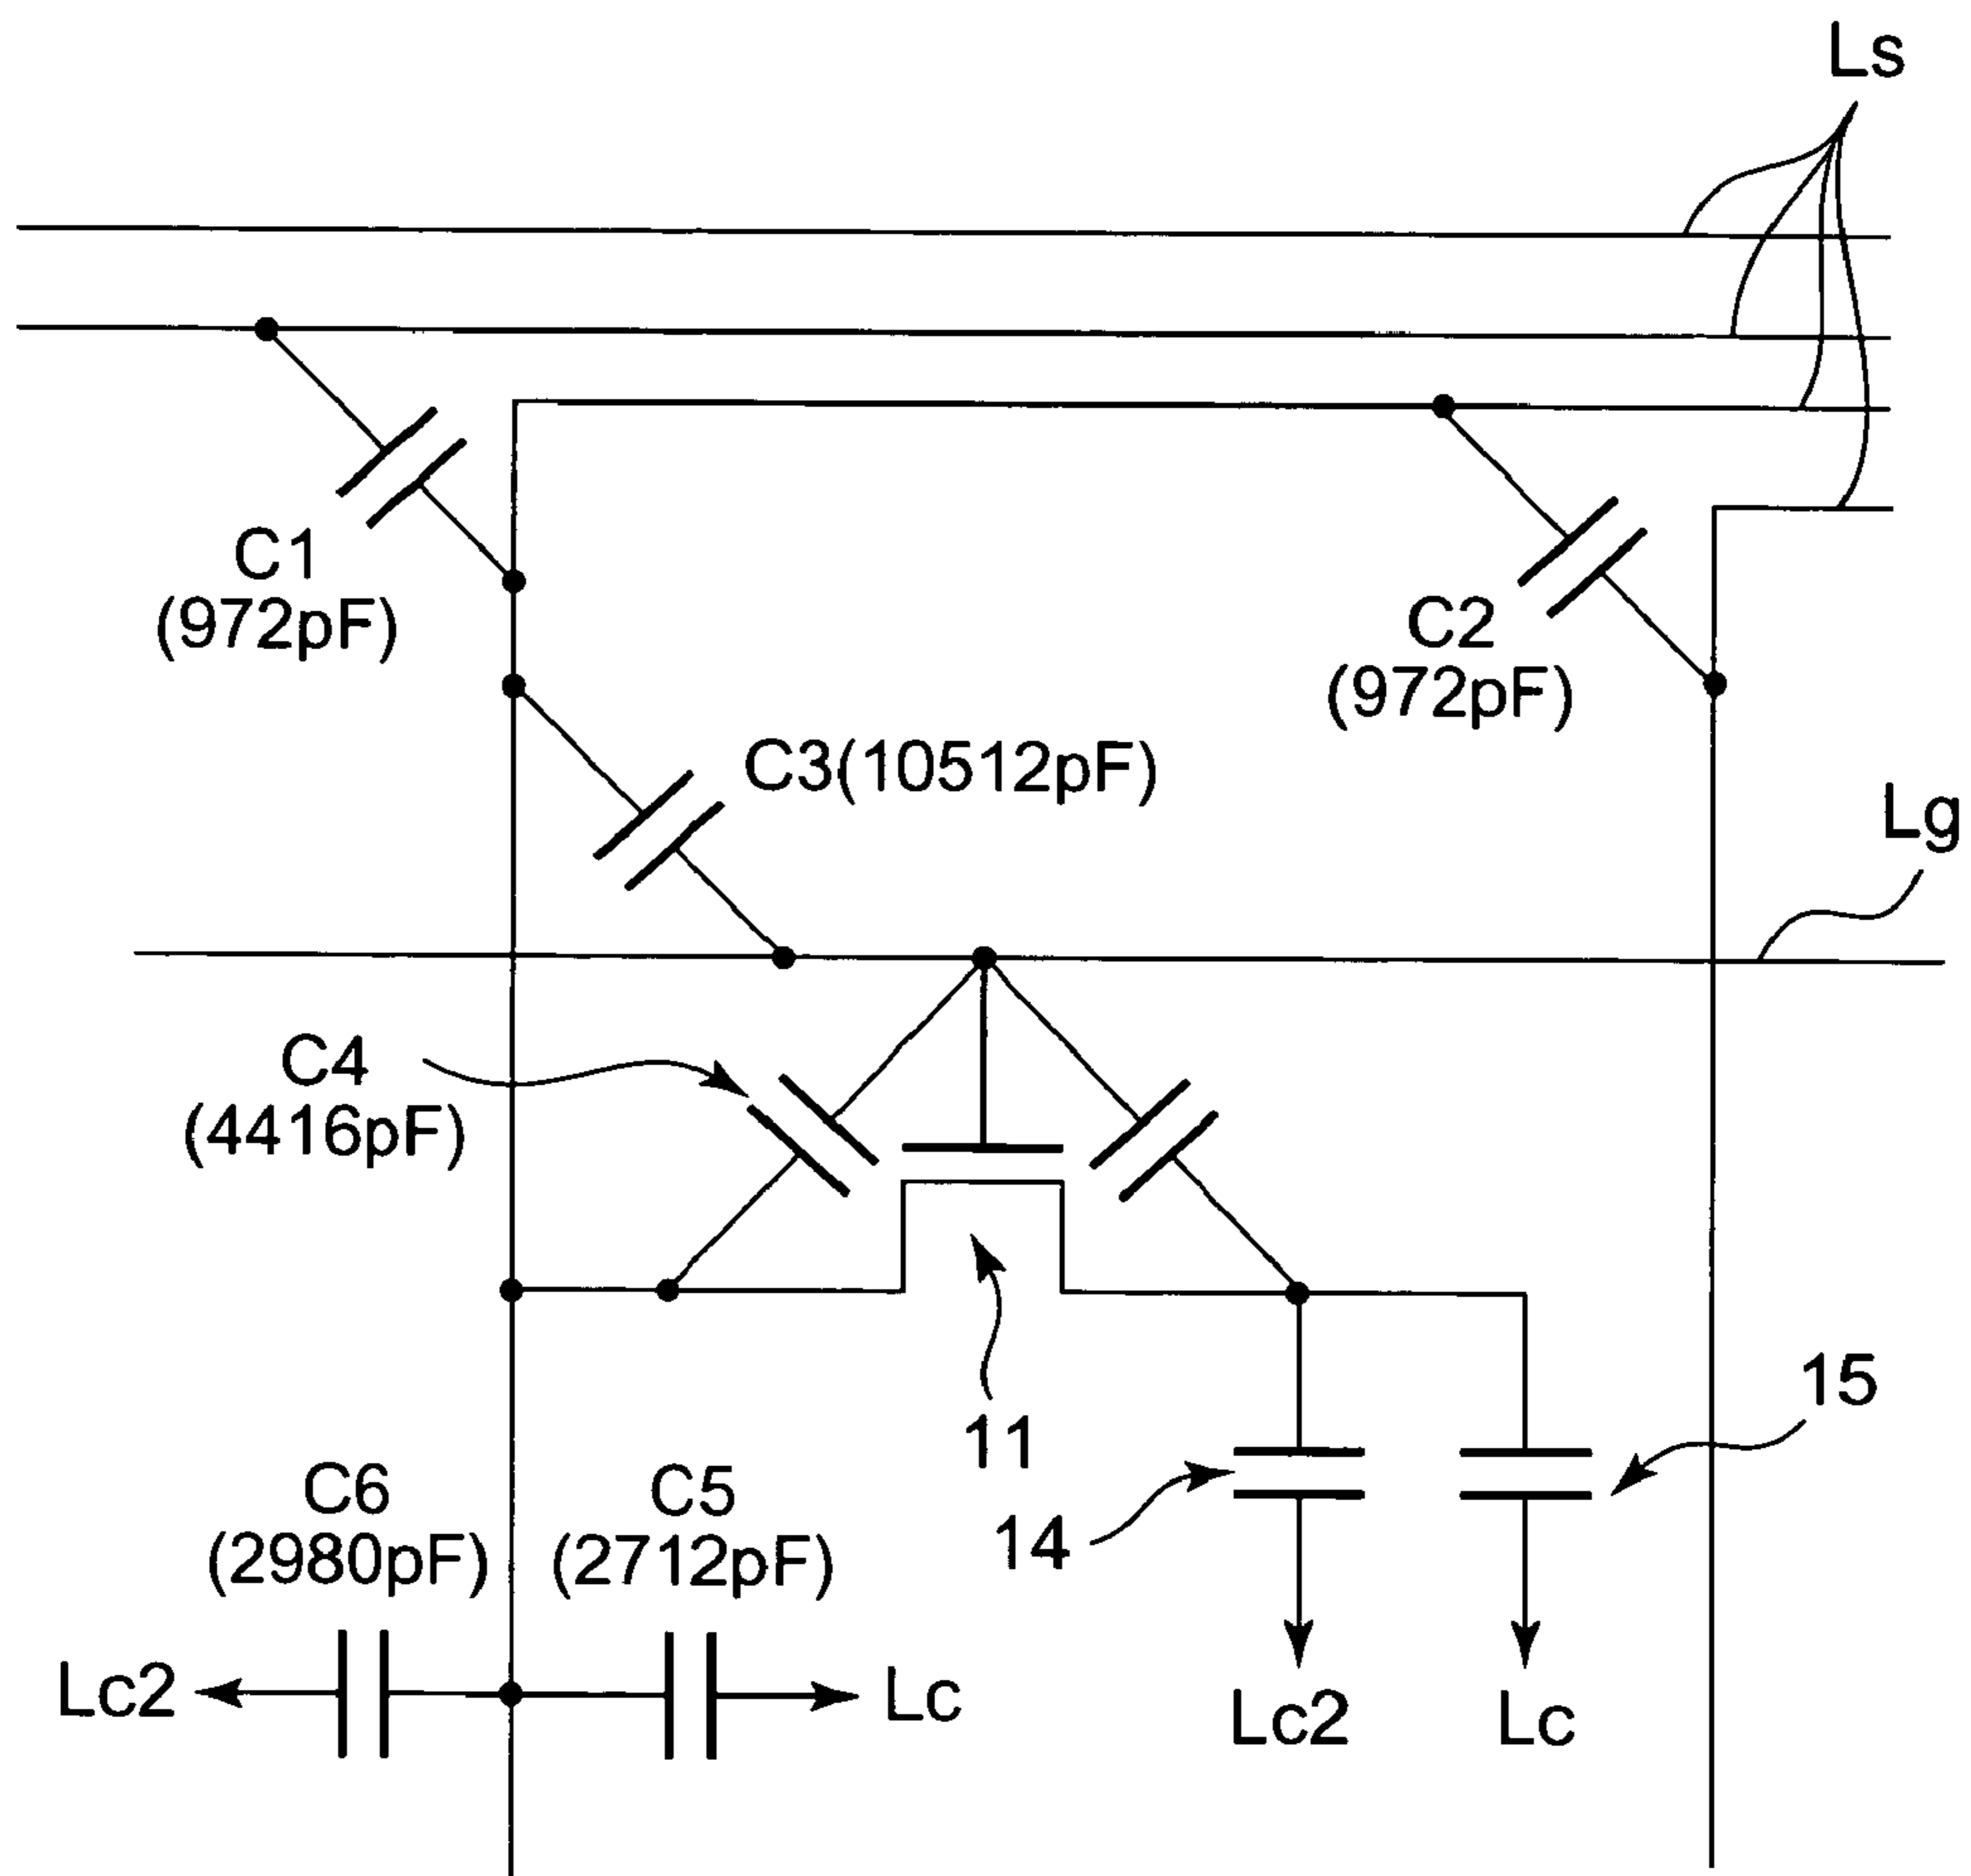 Ls
C1
(972pF)
C2
(972pF)
C3(10512pF)
Lg
C4
(4416pF)
11
15
14
C6
(2980pF)
C5
(2712pF)
Lc2
Lc
Lc2
Lc